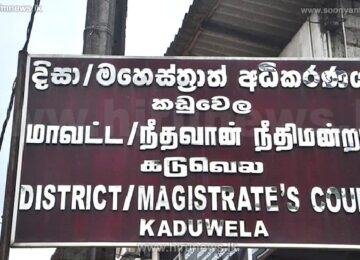 දිසා/මහෙස්ත්‍රාත් අධිකරණය
කඩුවෙල
மாவட்ட/நீதவான் நீதிமன்ற
கடுவெல
DISTRICT/MAGISTRATE'S COU
KADUWELA